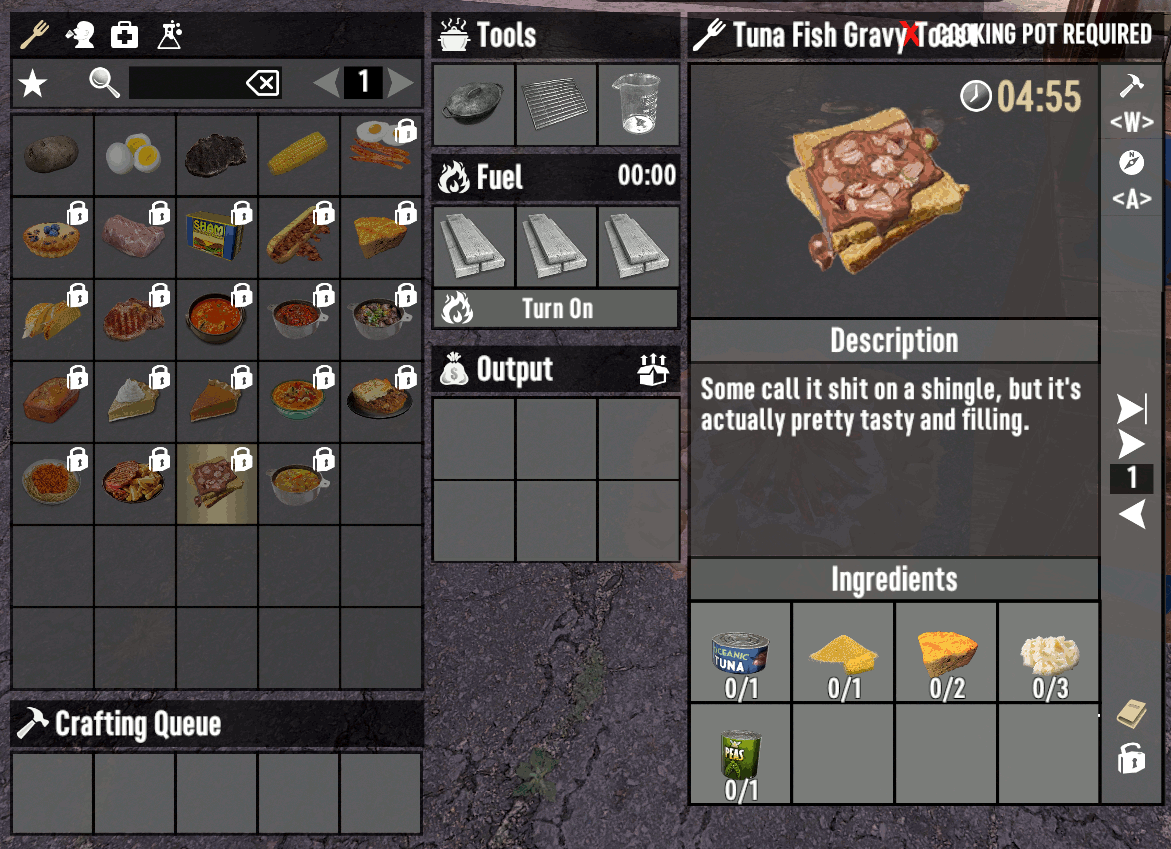 1
SHAM
Crafting Queue
Tools
Fuel
00:00
Turn On
Output
Tuna Fish Gravy Toast
COOKING POT REQUIRED
04:55
<W>
<A>
1
Description
Some call it shit on a shingle, but it's
actually pretty tasty and filling.
Ingredients
OCEANIC
TUNA
0/1
0/1
0/2
0/3
PEAS
0/1